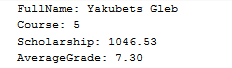 FullName: Yakubets Gleb
Course: 5
Scholarship: 1046.53
AverageGrade: 7.30